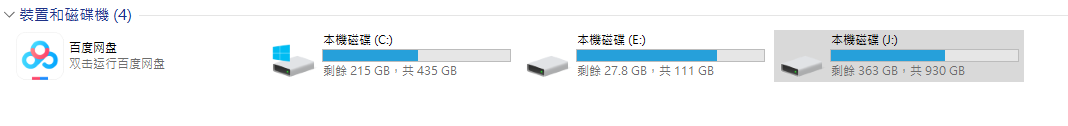 裝置和磁碟機 (4)
百度网盘
双击运行百度网盘
本機磁碟 (C:)
剩餘 215 GB，共 435 GB
本機磁碟 (E:)
剩餘 27.8 GB，共 111 GB
本機磁碟 (J:)
剩餘 363 GB，共 930 GB